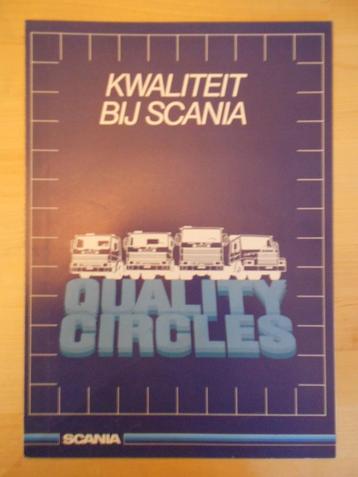 KWALITEIT
BIJ SCANIA
QUALITY
CIRCLES
SCANIA